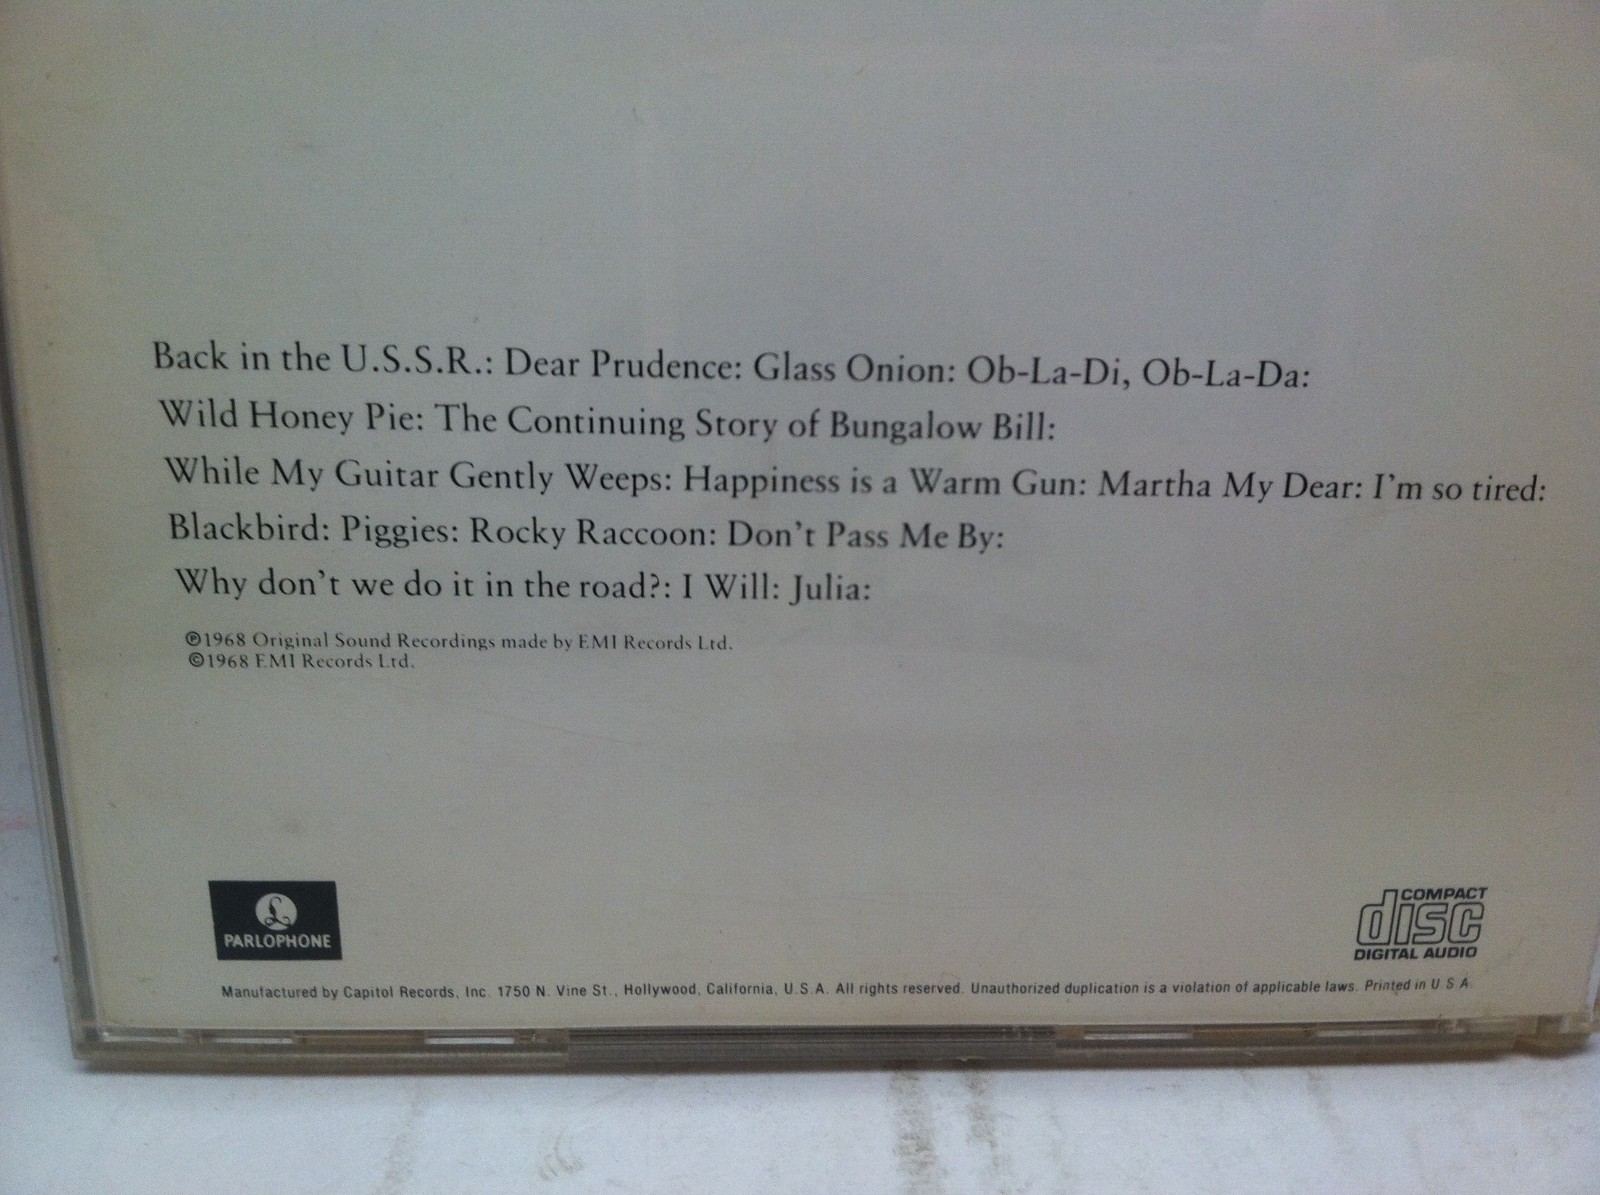 Back in the U.S.S.R.: Dear Prudence: Glass Onion: Ob-La-Di, Ob-La-Da:
Wild Honey Pie: The Continuing Story of Bungalow Bill:
While My Guitar Gently Weeps: Happiness is a Warm Gun: Martha My Dear: I'm so tired:
Blackbird: Piggies: Rocky Raccoon: Don't Pass Me By:
Why don't we do it in the road?: I Will: Julia:
℗1968 Original Sound Recordings made by EMI Records Ltd.
©1968 EMI Records Ltd.
£
PARLOPHONE
COMPACT
disc
DIGITAL AUDIO
Manufactured by Capitol Records, Inc. 1750 N. Vine St., Hollywood, California, U.S.A. All rights reserved. Unauthorized duplication is a violation of applicable laws. Printed in U.S.A.